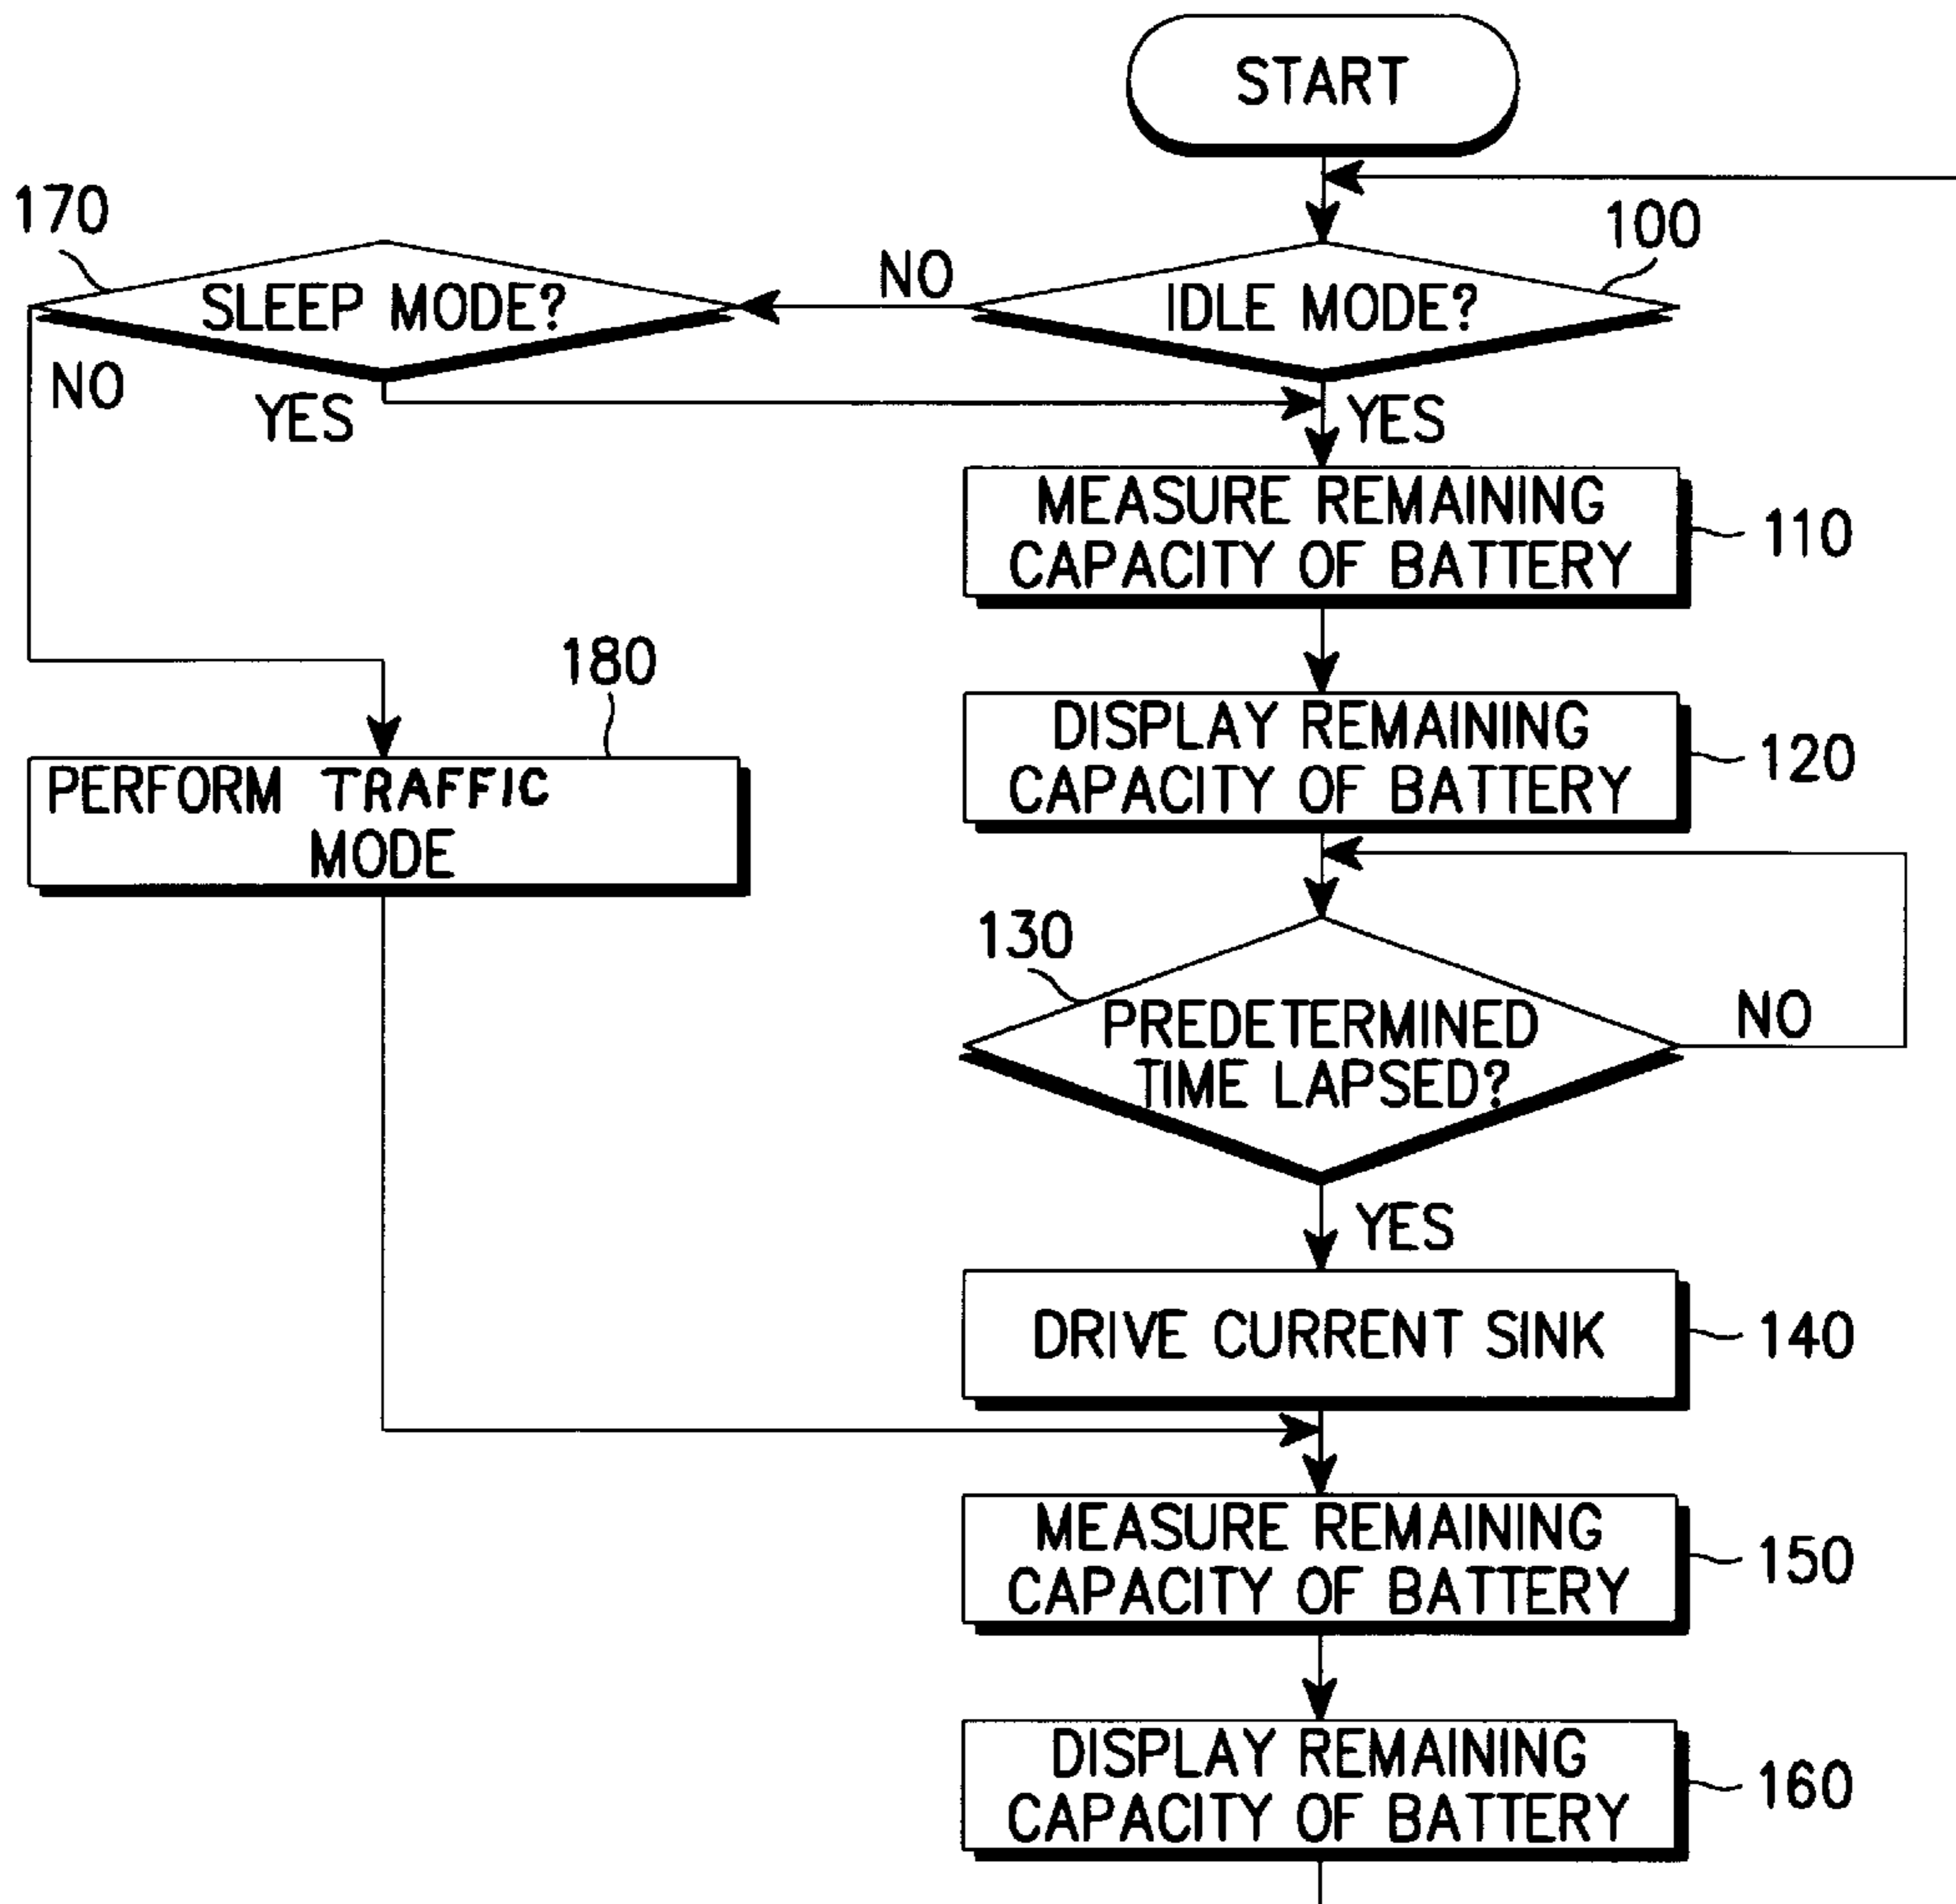 START
170
100
SLEEP MODE?
NO
IDLE MODE?
NO
YES
YES
MEASURE REMAINING
CAPACITY OF BATTERY
110
180
DISPLAY REMAINING
CAPACITY OF BATTERY
120
PERFORM TRAFFIC
MODE
130
PREDETERMINED
TIME LAPSED?
NO
YES
DRIVE CURRENT SINK
140
MEASURE REMAINING
CAPACITY OF BATTERY
150
DISPLAY REMAINING
CAPACITY OF BATTERY
160